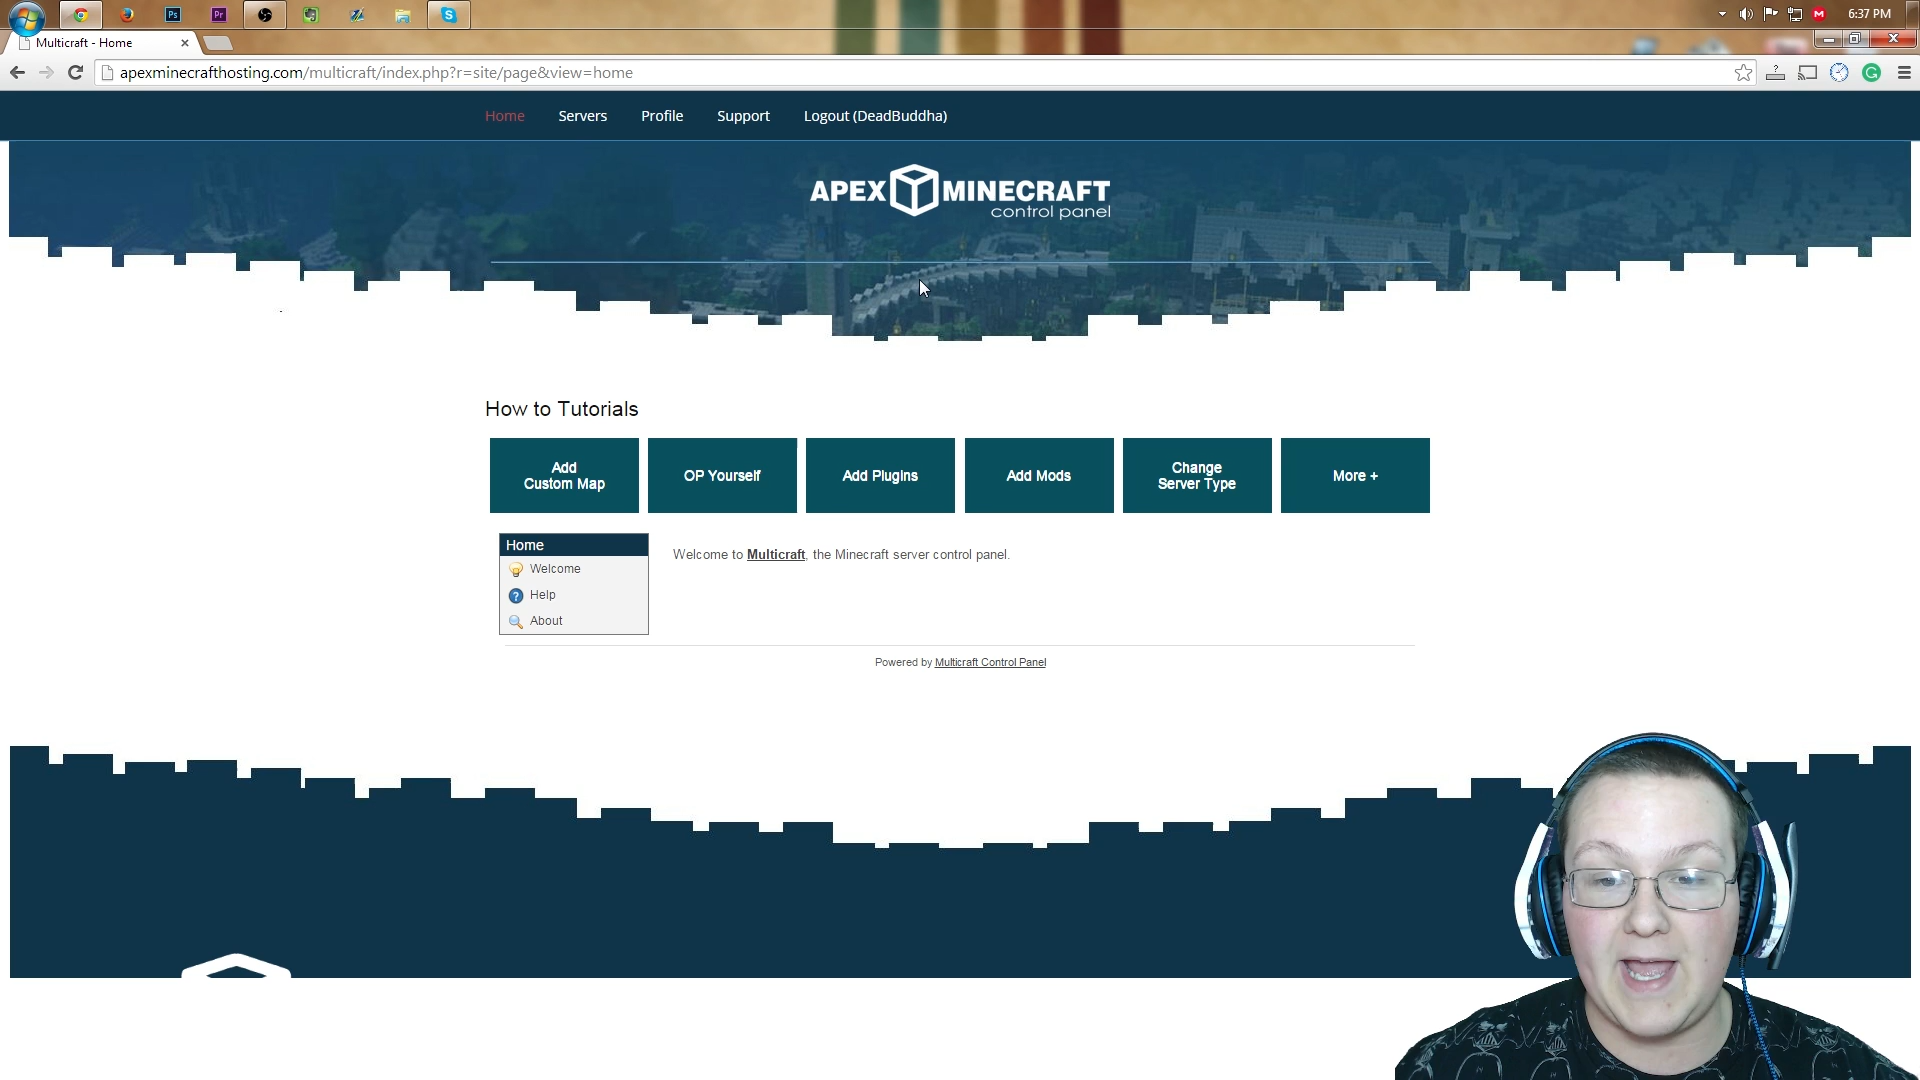 Ps
Pr
S
M
6:37 PM
Multicraft - Home
apexminecrafthosting.com/multicraft/index.php?r=site/page&view=home
Home
Servers
Profile
Support
Logout (DeadBuddha)
APEX MINECRAFT
control panel
How to Tutorials
Add
Custom Map
OP Yourself
Add Plugins
Add Mods
Change
Server Type
More +
Home
Welcome
? Help
About
Welcome to Multicraft, the Minecraft server control panel.
Powered by Multicraft Control Panel